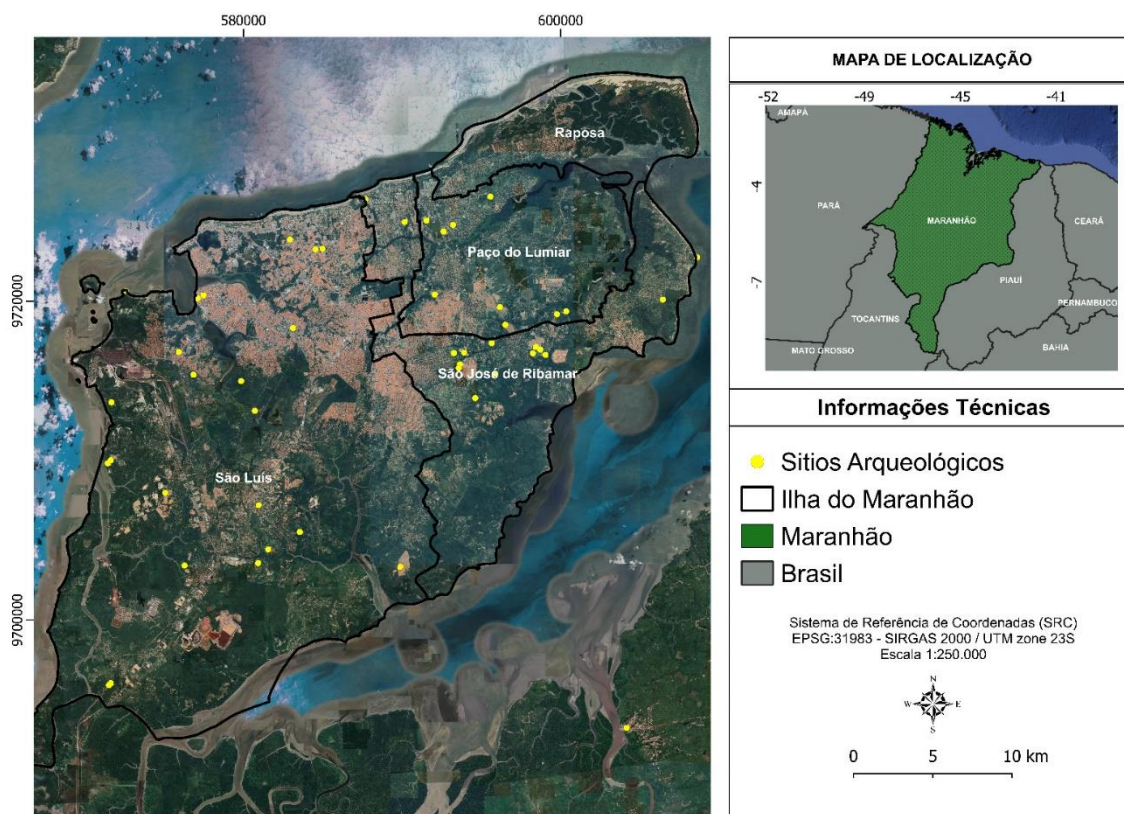 580000
600000
9720000
9700000
Raposa
Paço do Lumiar
São José de Ribamar
São Luís
MAPA DE LOCALIZAÇÃO
-52
-49
-45
-41
-4
-7
AMAPÁ
PARÁ
MARANHÃO
CEARÁ
PIAUÍ
PERNAMBUCO
TOCANTINS
MATO GROSSO
BAHIA
Informações Técnicas
Sitios Arqueológicos
Ilha do Maranhão
Maranhão
Brasil
Sistema de Referência de Coordenadas (SRC)
EPSG:31983 - SIRGAS 2000 / UTM zone 23S
Escala 1:250.000
N
W E
S
0 5 10 km